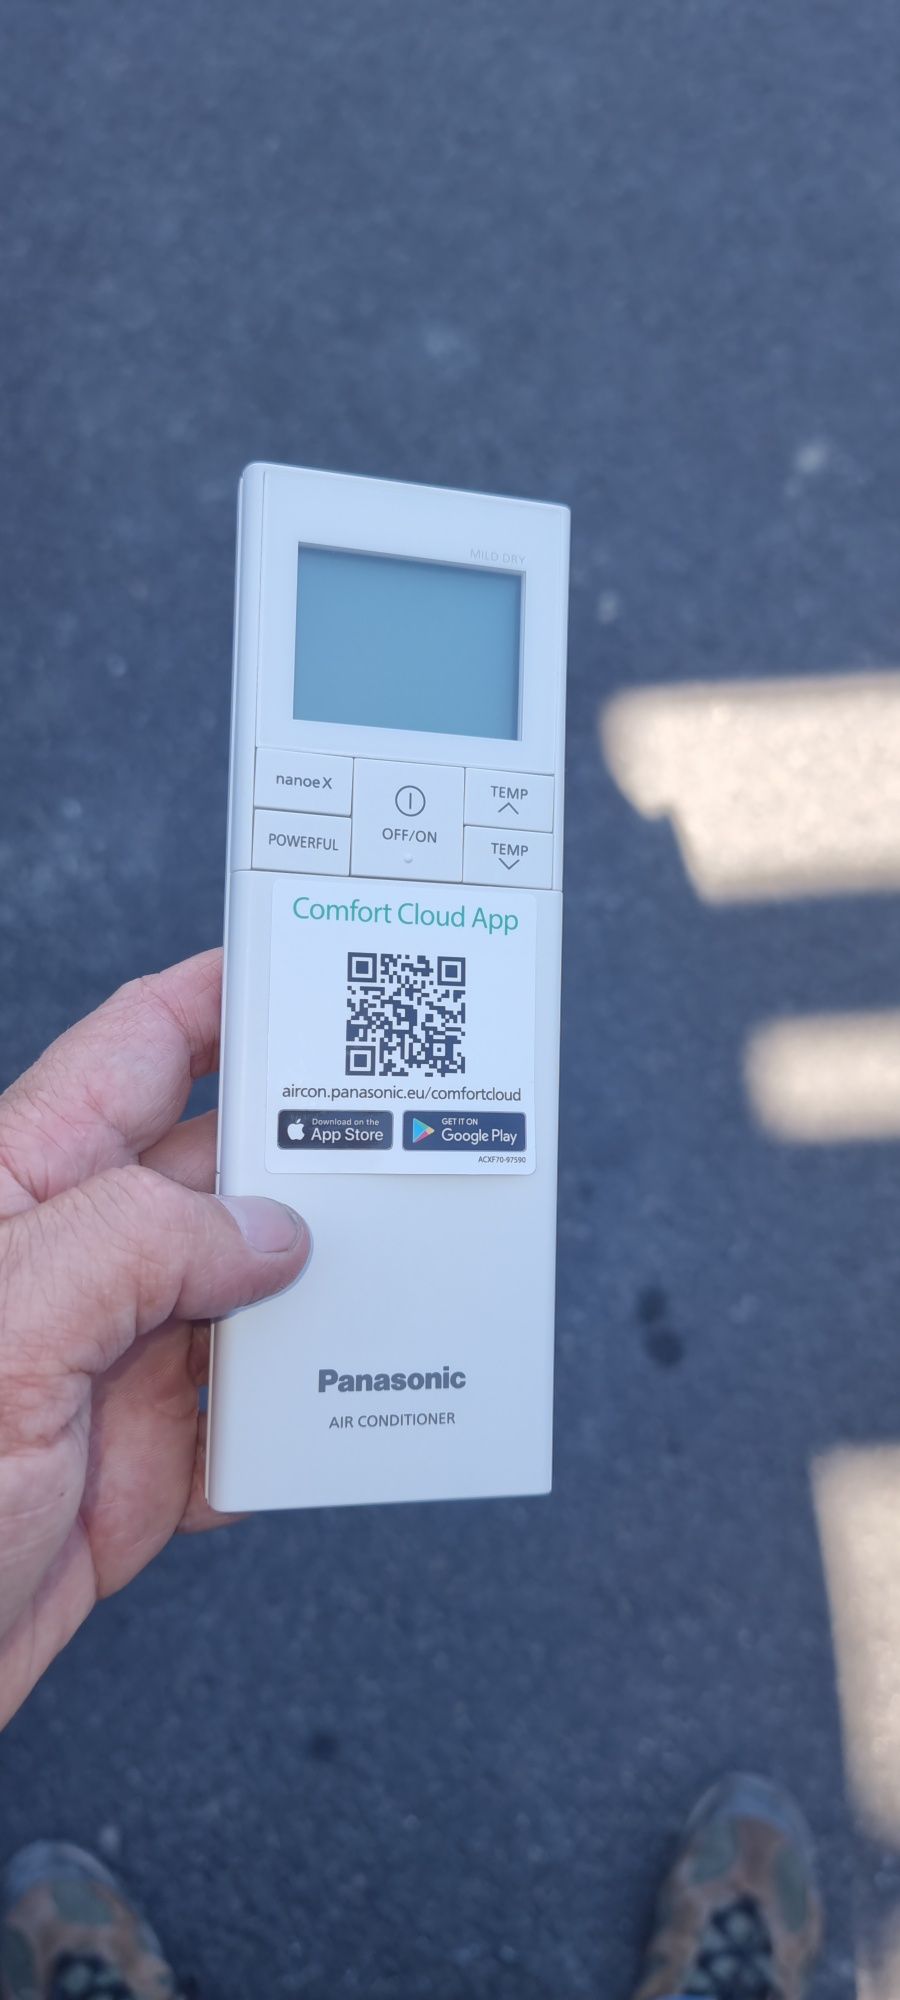 MILD DRY
nanoe X
OFF/ON
TEMP
POWERFUL
TEMP
Comfort Cloud App
aircon.panasonic.eu/comfortcloud
Download on the
App Store
GET IT ON
Google Play
ACXF70-97590
Panasonic
AIR CONDITIONER